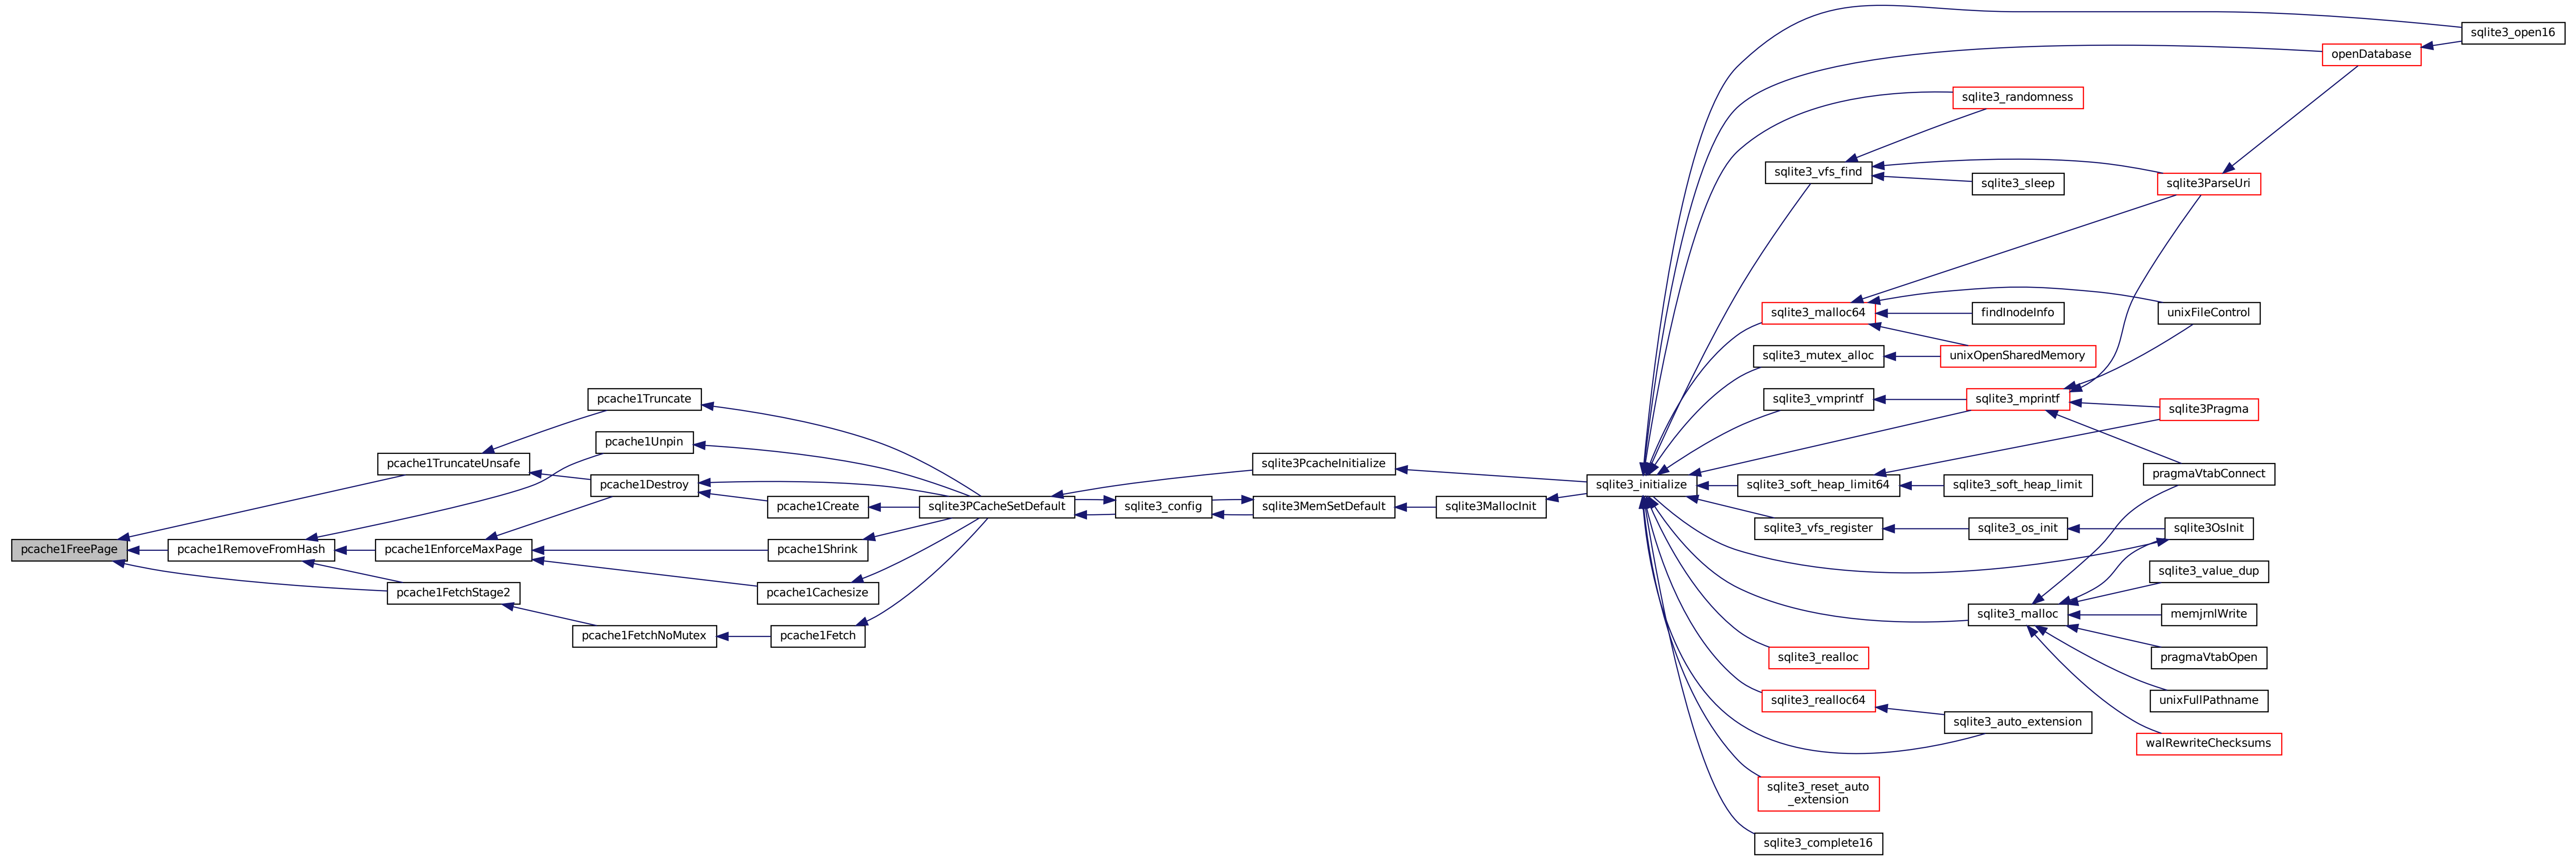 sqlite3_open16
openDatabase
sqlite3_randomness
sqlite3_vfs_find
sqlite3_sleep
sqlite3ParseUri
sqlite3_malloc64
findInodeInfo
unixFileControl
sqlite3_mutex_alloc
unixOpenSharedMemory
pcache1Truncate
sqlite3_vmprintf
sqlite3_mprintf
sqlite3Pragma
pcache1Unpin
pcache1TruncateUnsafe
sqlite3PcacheInitialize
pragmaVtabConnect
pcache1Destroy
sqlite3_initialize
sqlite3_soft_heap_limit64
sqlite3_soft_heap_limit
pcache1Create
sqlite3PCacheSetDefault
sqlite3_config
sqlite3MemSetDefault
sqlite3MallocInit
sqlite3_vfs_register
sqlite3_os_init
sqlite3OsInit
pcache1FreePage
pcache1RemoveFromHash
pcache1EnforceMaxPage
pcache1Shrink
sqlite3_value_dup
pcache1FetchStage2
pcache1Cachesize
sqlite3_malloc
memjrnlWrite
pcache1FetchNoMutex
pcache1Fetch
sqlite3_realloc
pragmaVtabOpen
sqlite3_realloc64
unixFullPathname
sqlite3_auto_extension
walRewriteChecksums
sqlite3_reset_auto
_extension
sqlite3_complete16